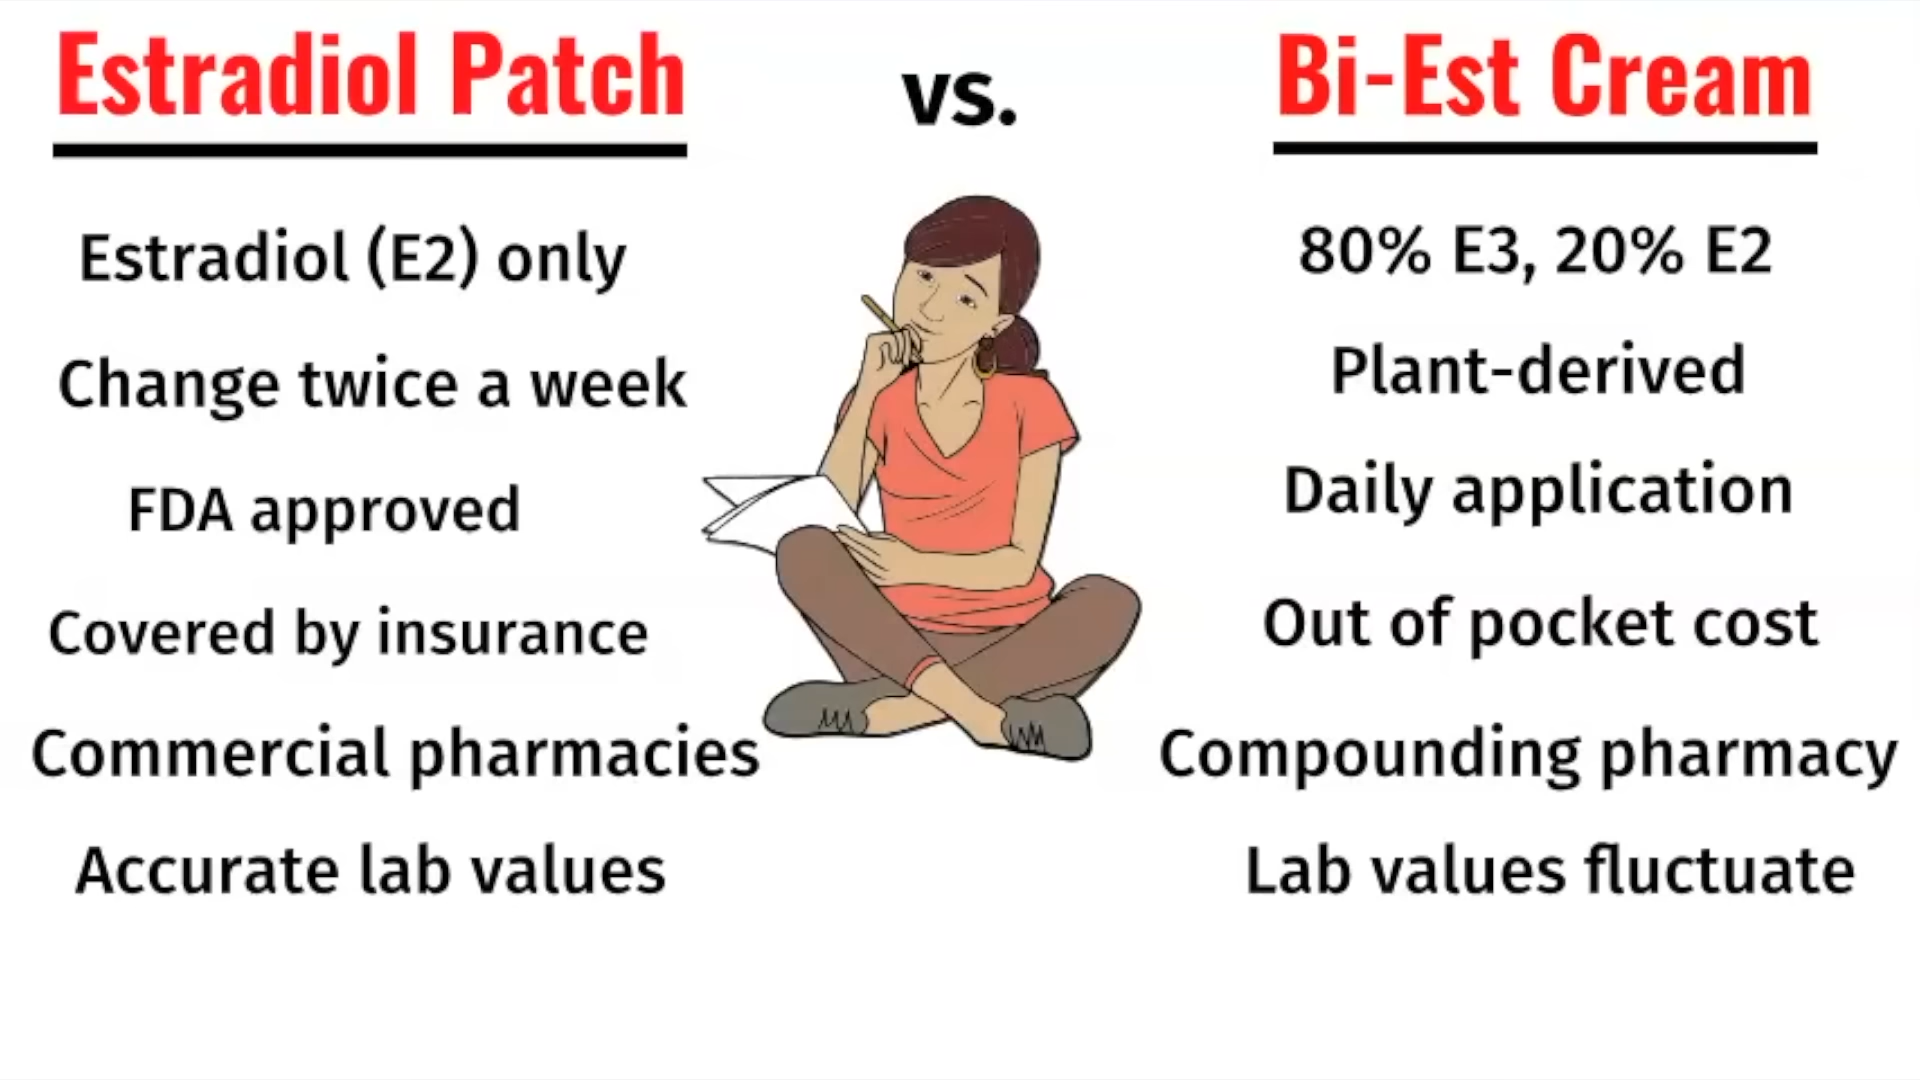 Estradiol Patch
vs.
Bi-Est Cream
Estradiol (E2) only
Change twice a week
FDA approved
Covered by insurance
Commercial pharmacies
Accurate lab values
80% E3, 20% E2
Plant-derived
Daily application
Out of pocket cost
Compounding pharmacy
Lab values fluctuate